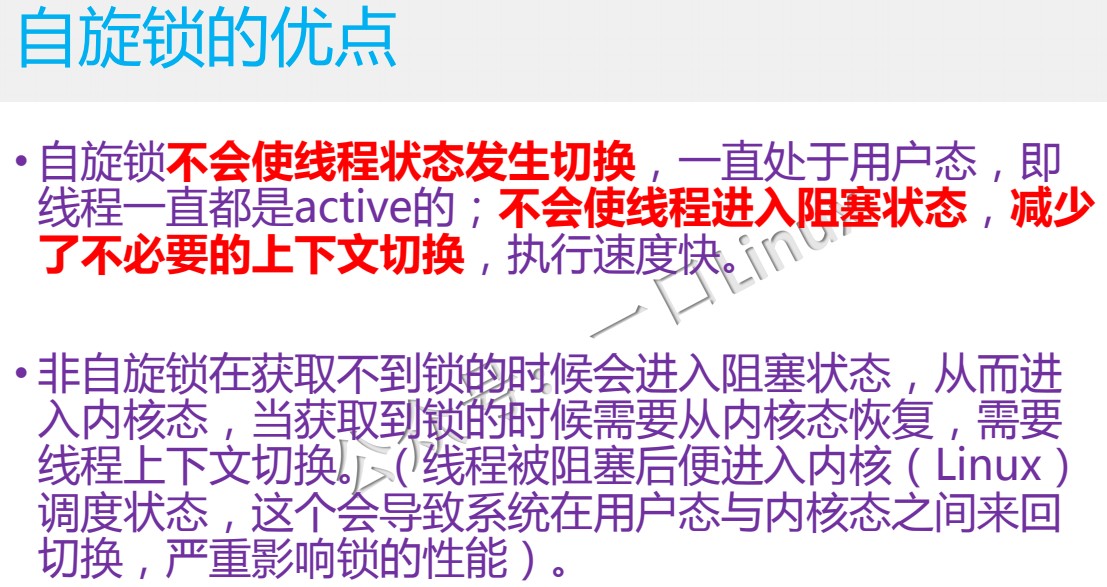 自旋锁的优点
• 自旋锁不会使线程状态发生切换，一直处于用户态，即
线程一直都是active的；不会使线程进入阻塞状态，减少
了不必要的上下文切换，执行速度快。
• 非自旋锁在获取不到锁的时候会进入阻塞状态，从而进
入内核态，当获取到锁的时候需要从内核态恢复，需要
线程上下文切换。（线程被阻塞后便进入内核（Linux）
调度状态，这个会导致系统在用户态与内核态之间来回
切换，严重影响锁的性能）。
公众号：一口Linux